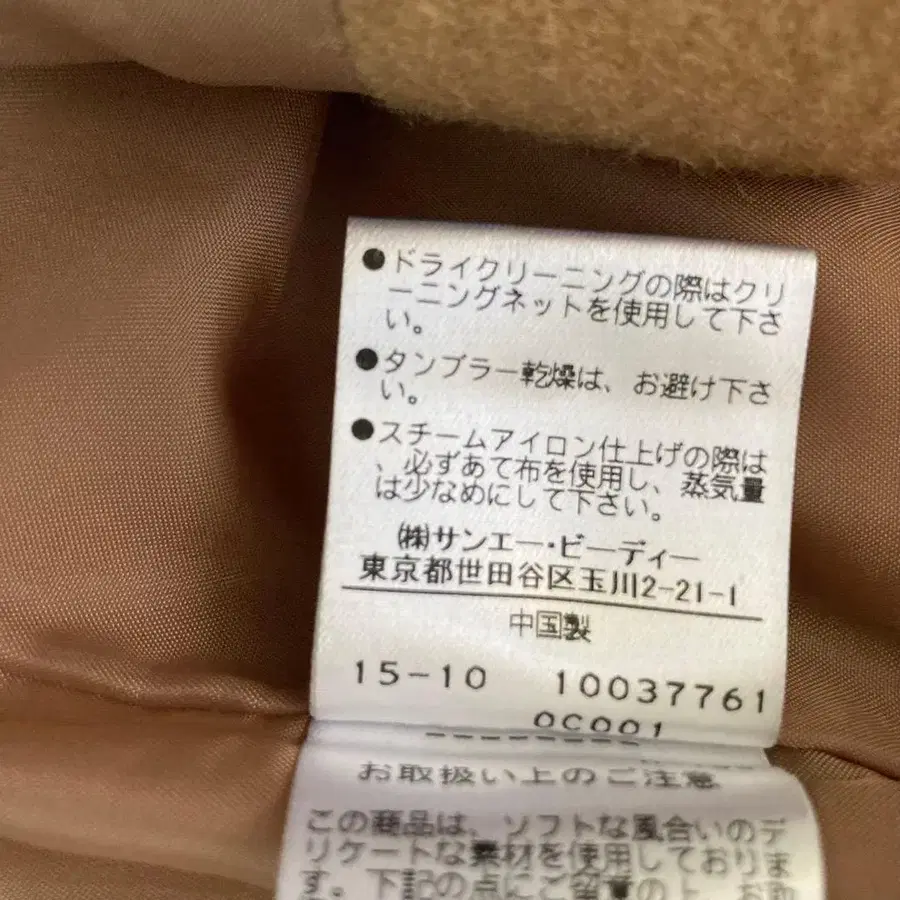 ●ドライクリーニングの際はクリ
ーニングネットを使用して下さ
い。
●タンブラー乾燥は、お避け下さ
い。
●スチームアイロン仕上げの際は
、必ずあて布を使用し、蒸気量
は少なめにして下さい。
㈱サンエー・ビーディー
東京都世田谷区玉川2-21-1
中国製
15-10 10037761
0C001
お取扱い上のご注意
この商品は、ソフトな風合いのデ
リケートな素材を使用しておりま
す。下記の点にご留意の上、お取